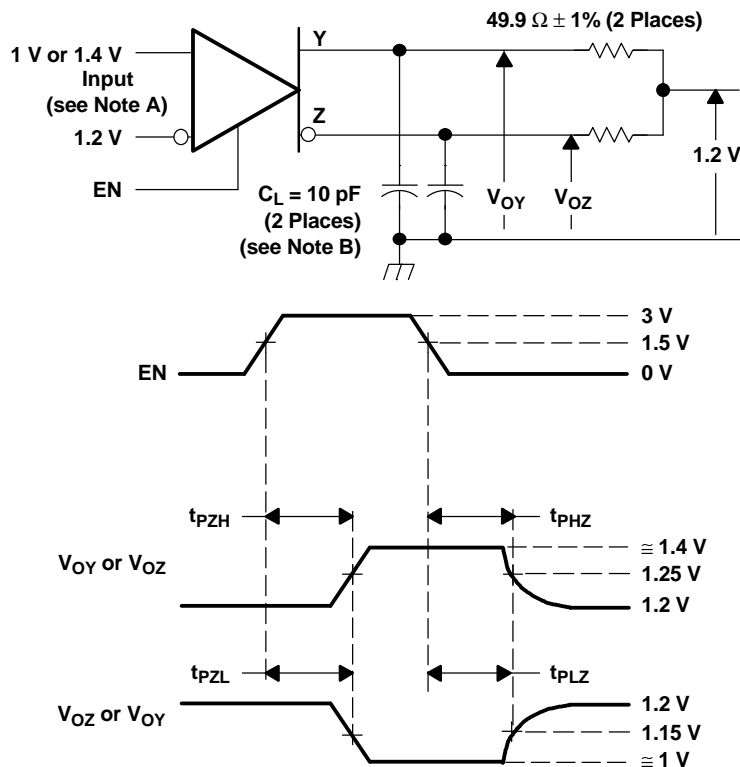 49.9 Ω ± 1% (2 Places)
Y
1 V or 1.4 V
Input
(see Note A)
Z
1.2 V
1.2 V
EN
C_L = 10 pF
(2 Places)
(see Note B)
V_OY
V_OZ
3 V
1.5 V
EN
0 V
t_PZH
t_PHZ
≅ 1.4 V
V_OY or V_OZ
1.25 V
1.2 V
t_PZL
t_PLZ
1.2 V
V_OZ or V_OY
1.15 V
≅ 1 V